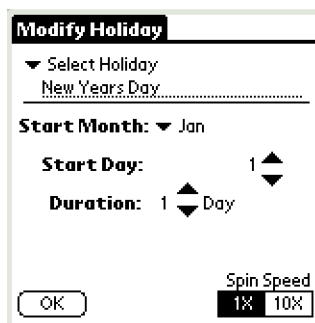 Modify Holiday
Select Holiday
New Years Day
Start Month: Jan
Start Day: 1
Duration: 1 Day
Spin Speed
OK 1X 10X